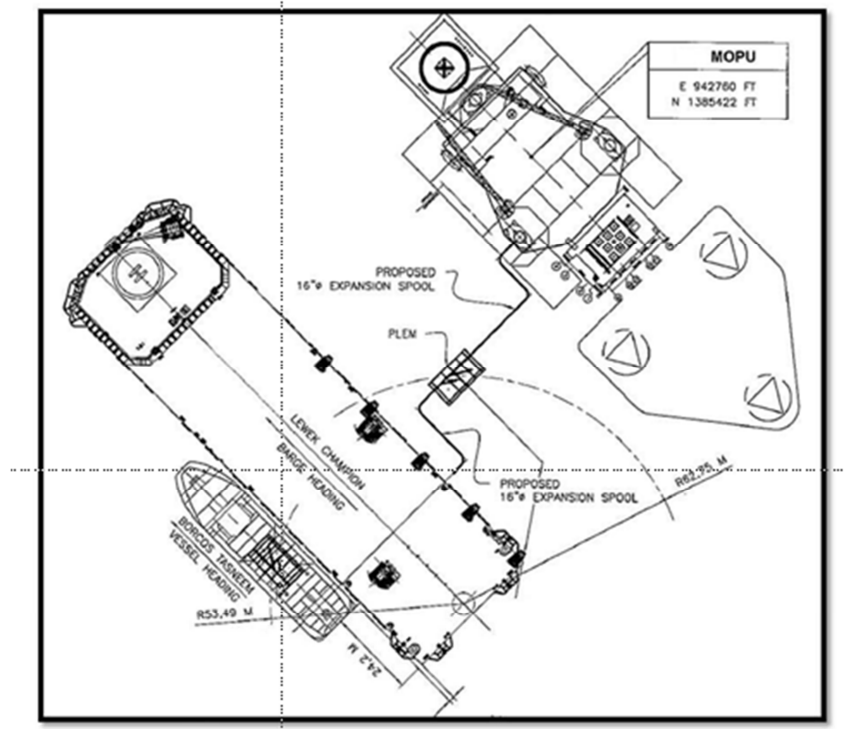 MOPU
E 942760 FT
N 1385422 FT
PROPOSED
16"ø EXPANSION SPOOL
PLEM
LEWEK CHAMPION
BARGE HEADING
PROPOSED
16"ø EXPANSION SPOOL
R62,85 M
BORCOS TASNEEM
VESSEL HEADING
R53,49 M
24,2 M
H